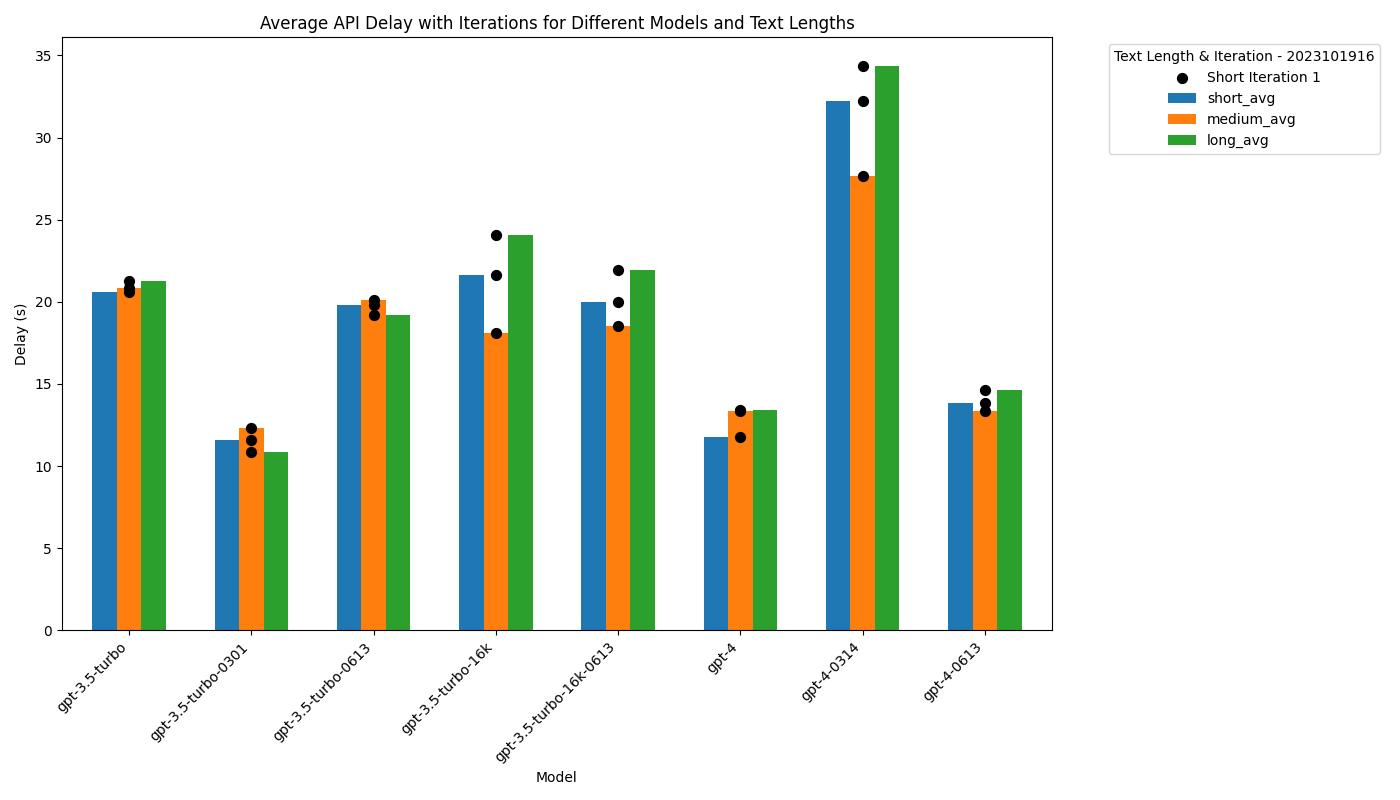 Average API Delay with Iterations for Different Models and Text Lengths
Text Length & Iteration - 2023101916
Short Iteration 1
short_avg
medium_avg
long_avg
Delay (s)
35
30
25
20
15
10
5
0
gpt-3.5-turbo
gpt-3.5-turbo-0301
gpt-3.5-turbo-0613
gpt-3.5-turbo-16k
gpt-3.5-turbo-16k-0613
gpt-4
gpt-4-0314
gpt-4-0613
Model